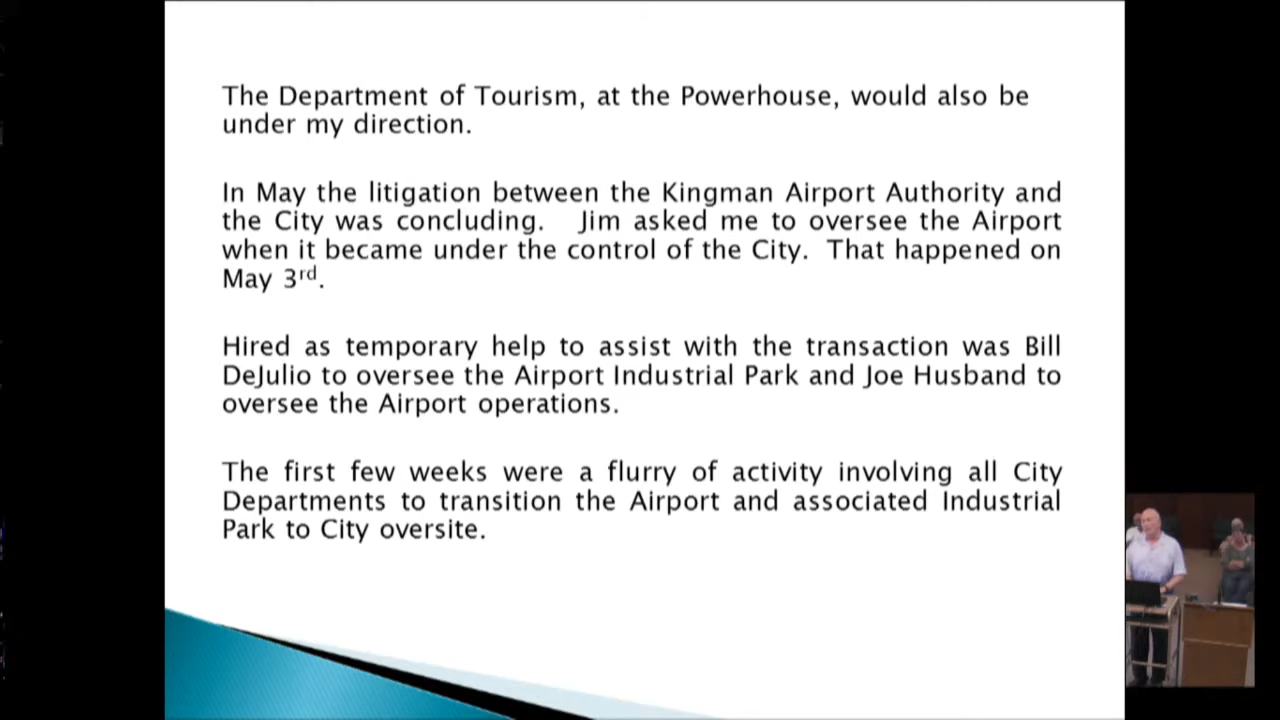 The Department of Tourism, at the Powerhouse, would also be
under my direction.
In May the litigation between the Kingman Airport Authority and
the City was concluding.   Jim asked me to oversee the Airport
when it became under the control of the City.  That happened on
May 3rd.
Hired as temporary help to assist with the transaction was Bill
DeJulio to oversee the Airport Industrial Park and Joe Husband to
oversee the Airport operations.
The first few weeks were a flurry of activity involving all City
Departments to transition the Airport and associated Industrial
Park to City oversite.